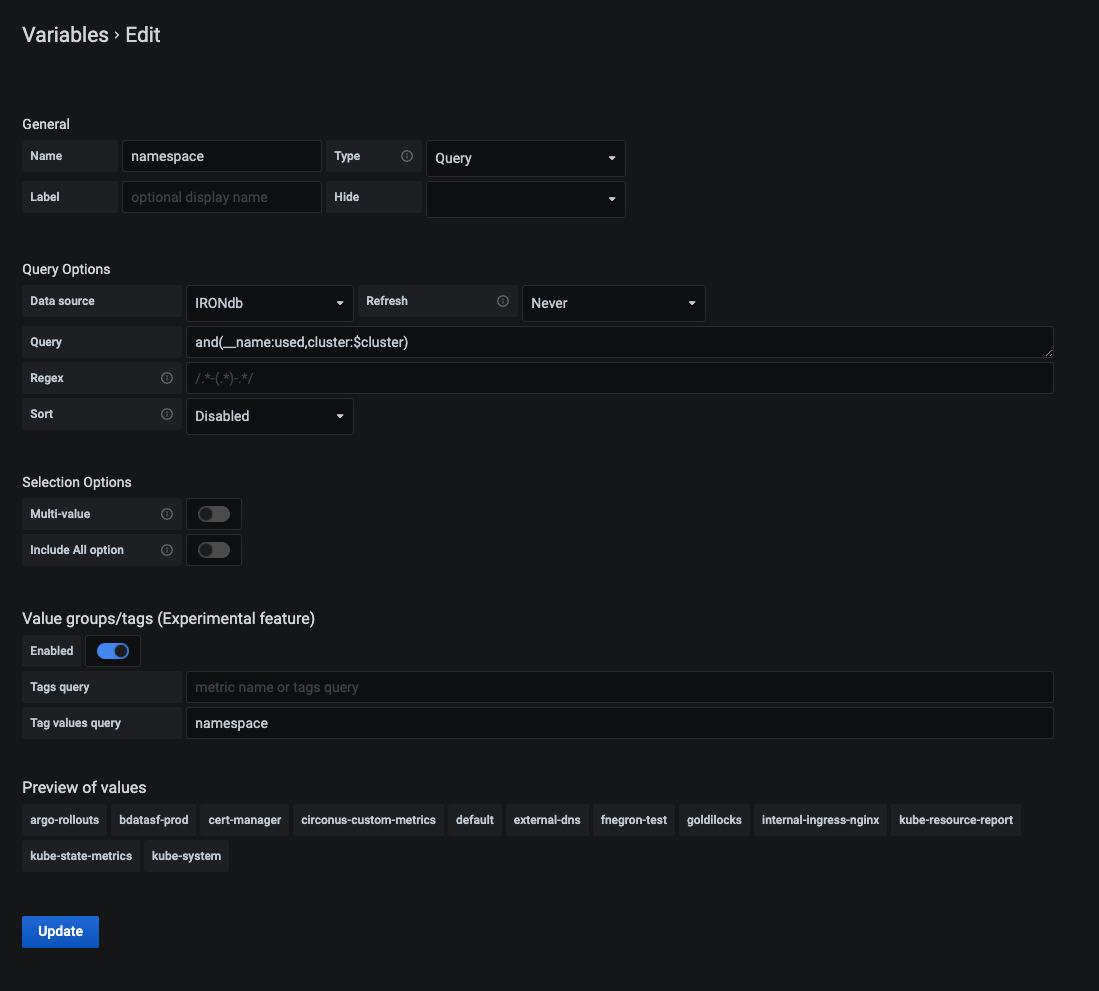 Variables › Edit
General
Name namespace Type Query
Label optional display name Hide
Query Options
Data source IRONdb Refresh Never
Query and(__name:used,cluster:$cluster)
Regex /.*-(.*)-.*/
Sort Disabled
Selection Options
Multi-value
Include All option
Value groups/tags (Experimental feature)
Enabled
Tags query metric name or tags query
Tag values query namespace
Preview of values
argo-rollouts bdatasf-prod cert-manager circonus-custom-metrics default external-dns fnegron-test goldilocks internal-ingress-nginx kube-resource-report
kube-state-metrics kube-system
Update